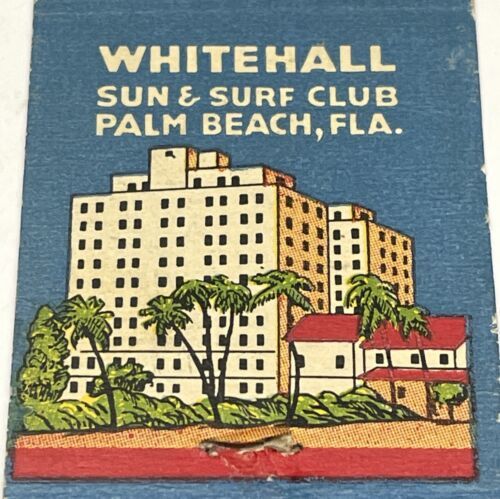 WHITEHALL
SUN & SURF CLUB
PALM BEACH, FLA.